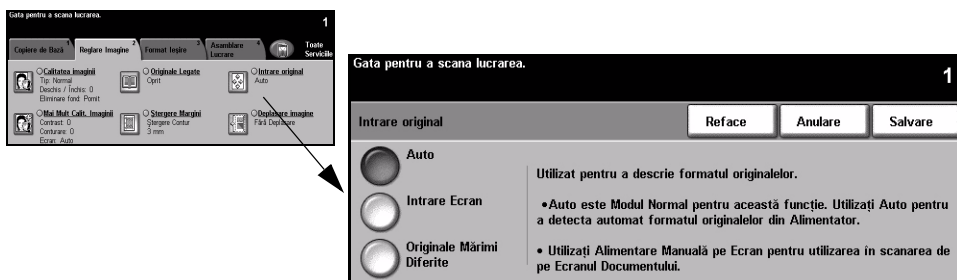 Gata pentru a scana lucrarea.
1
Copiere de Bază 1
Reglare Imagine 2
Format Ieşire 3
Asamblare Lucrare 4
Toate Serviciile
Calitatea imaginii
Tip: Normal
Deschis / Închis: 0
Eliminare fond: Pornit
Originale Legate
Oprit
Intrare original
Auto
Mai Mult Calit. Imaginii
Contrast: 0
Conturare: 0
Ecran: Auto
Ştergere Margini
Ştergere Contur
3 mm
Deplasare imagine
Fără Deplasare
Gata pentru a scana lucrarea.
1
Intrare original
Reface
Anulare
Salvare
Auto
Intrare Ecran
Originale Mărimi
Diferite
Utilizat pentru a descrie formatul originalelor.
•Auto este Modul Normal pentru această funcţie. Utilizaţi Auto pentru
a detecta automat formatul originalelor din Alimentator.
• Utilizaţi Alimentare Manuală pe Ecran pentru utilizarea în scanarea de
pe Ecranul Documentului.